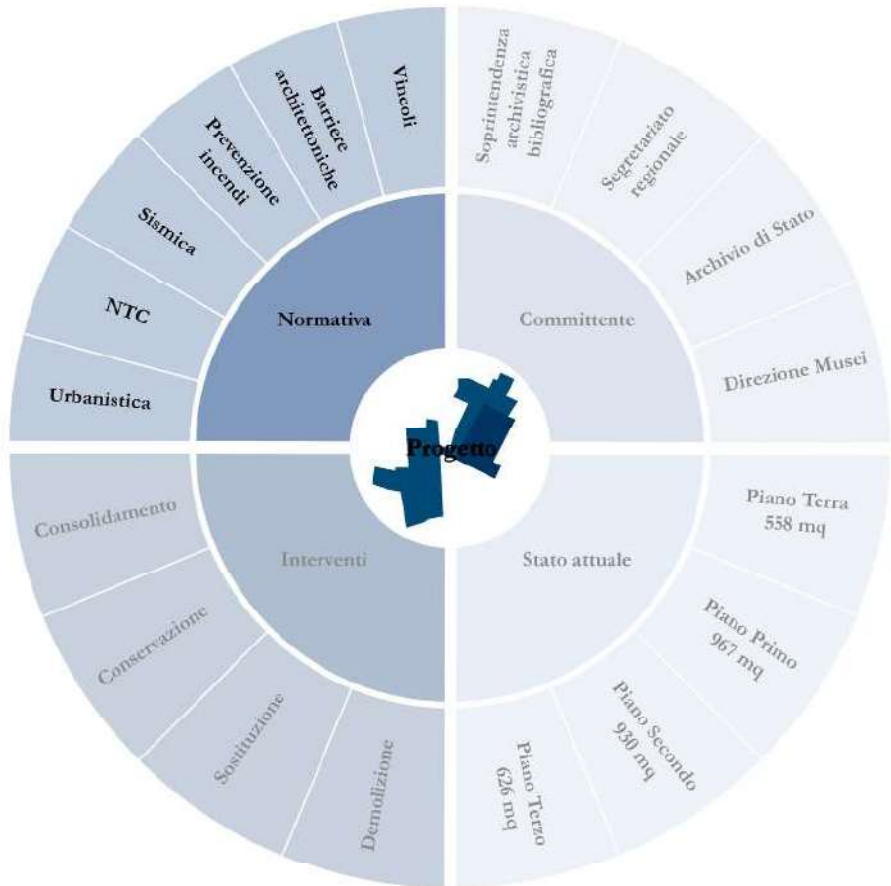 Progetto
Normativa
Urbanistica
NTC
Sismica
Prevenzione
incendi
Barriere
architettoniche
Vincoli
Committente
Soprintendenza
archivistica
bibliografica
Segretariato
regionale
Archivio di Stato
Direzione Musei
Stato attuale
Piano Terra
558 mq
Piano Primo
967 mq
Piano Secondo
930 mq
Piano Terzo
626 mq
Interventi
Demolizione
Sostituzione
Conservazione
Consolidamento